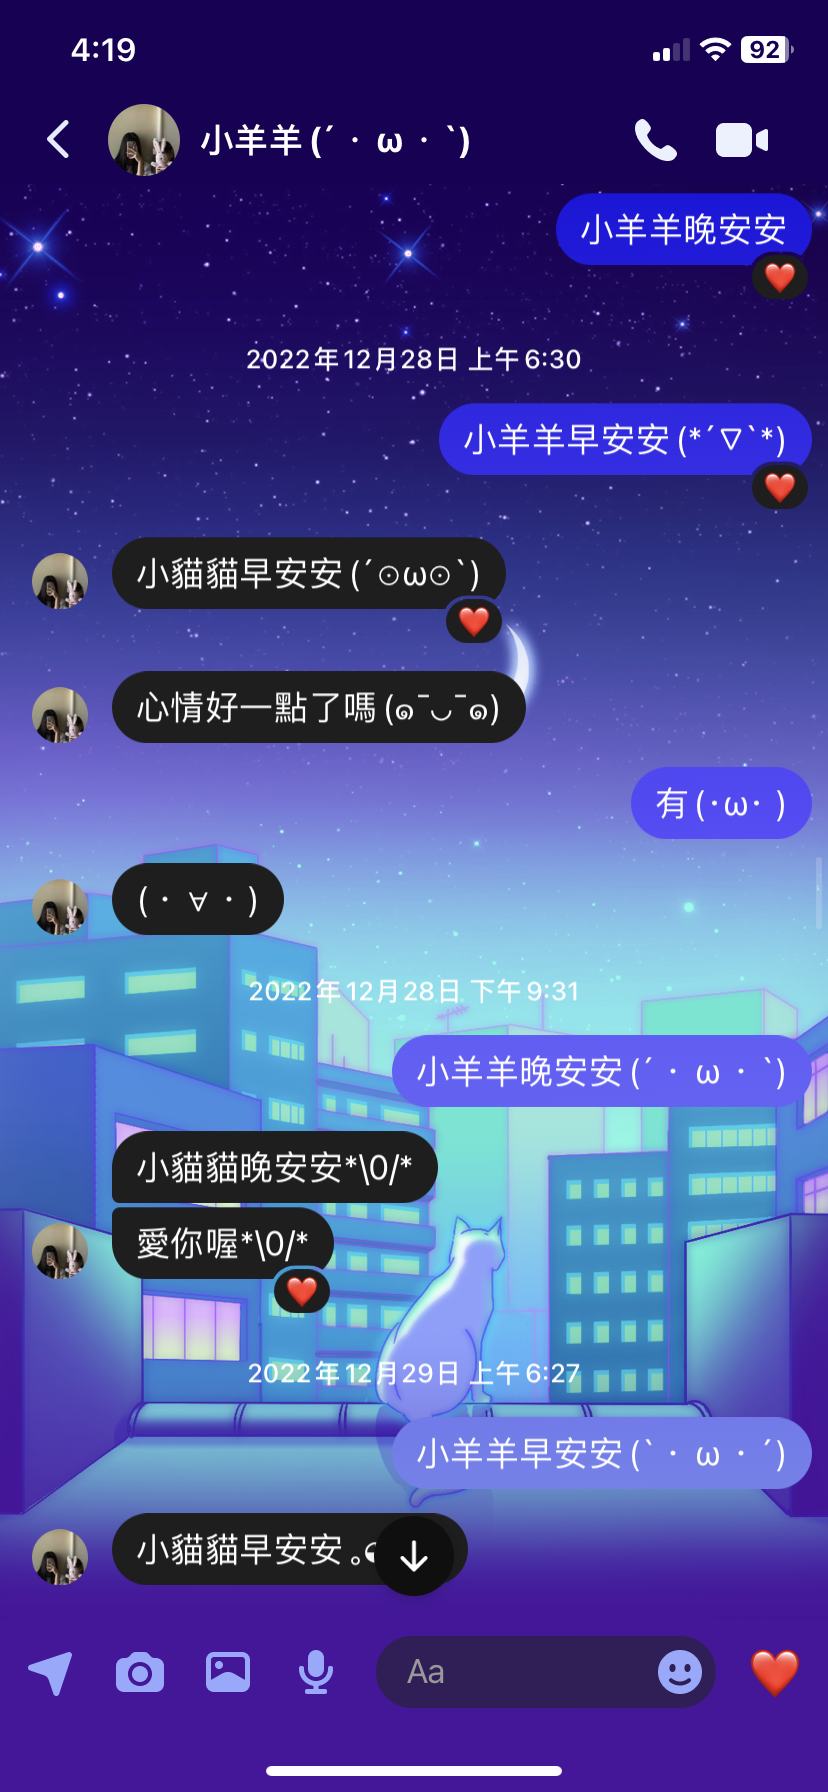 4:19
92
小羊羊 (´・ω・`)
小羊羊晚安安
2022年12月28日 上午6:30
小羊羊早安安 (*´∇`*)
小貓貓早安安 (´⊙ω⊙`)
心情好一點了嗎 (๑¯◡¯๑)
有 (･ω･ )
(・∀・)
2022年12月28日 下午9:31
小羊羊晚安安 (´・ω・`)
小貓貓晚安安*\0/*
愛你喔*\0/*
2022年12月29日 上午6:27
小羊羊早安安 (`・ω・´)
小貓貓早安安
Aa